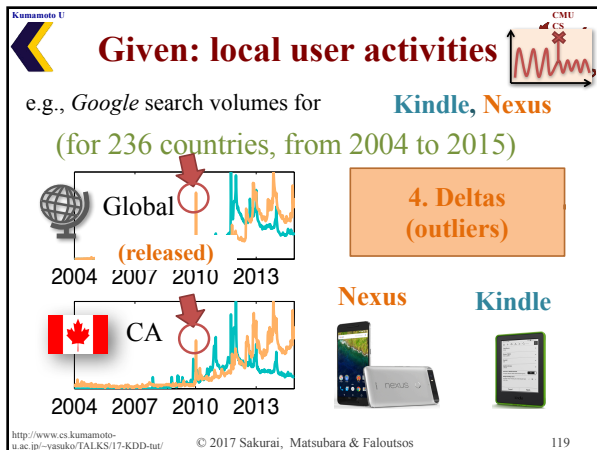 Kumamoto U
CMU
CS
Given: local user activities
e.g., Google search volumes for
Kindle, Nexus
(for 236 countries, from 2004 to 2015)
Global
(released)
4. Deltas
(outliers)
2004 2007 2010 2013
CA
2004 2007 2010 2013
Nexus
Kindle
nexus
http://www.cs.kumamoto-
u.ac.jp/~yasuko/TALKS/17-KDD-tut/
© 2017 Sakurai, Matsubara & Faloutsos
119